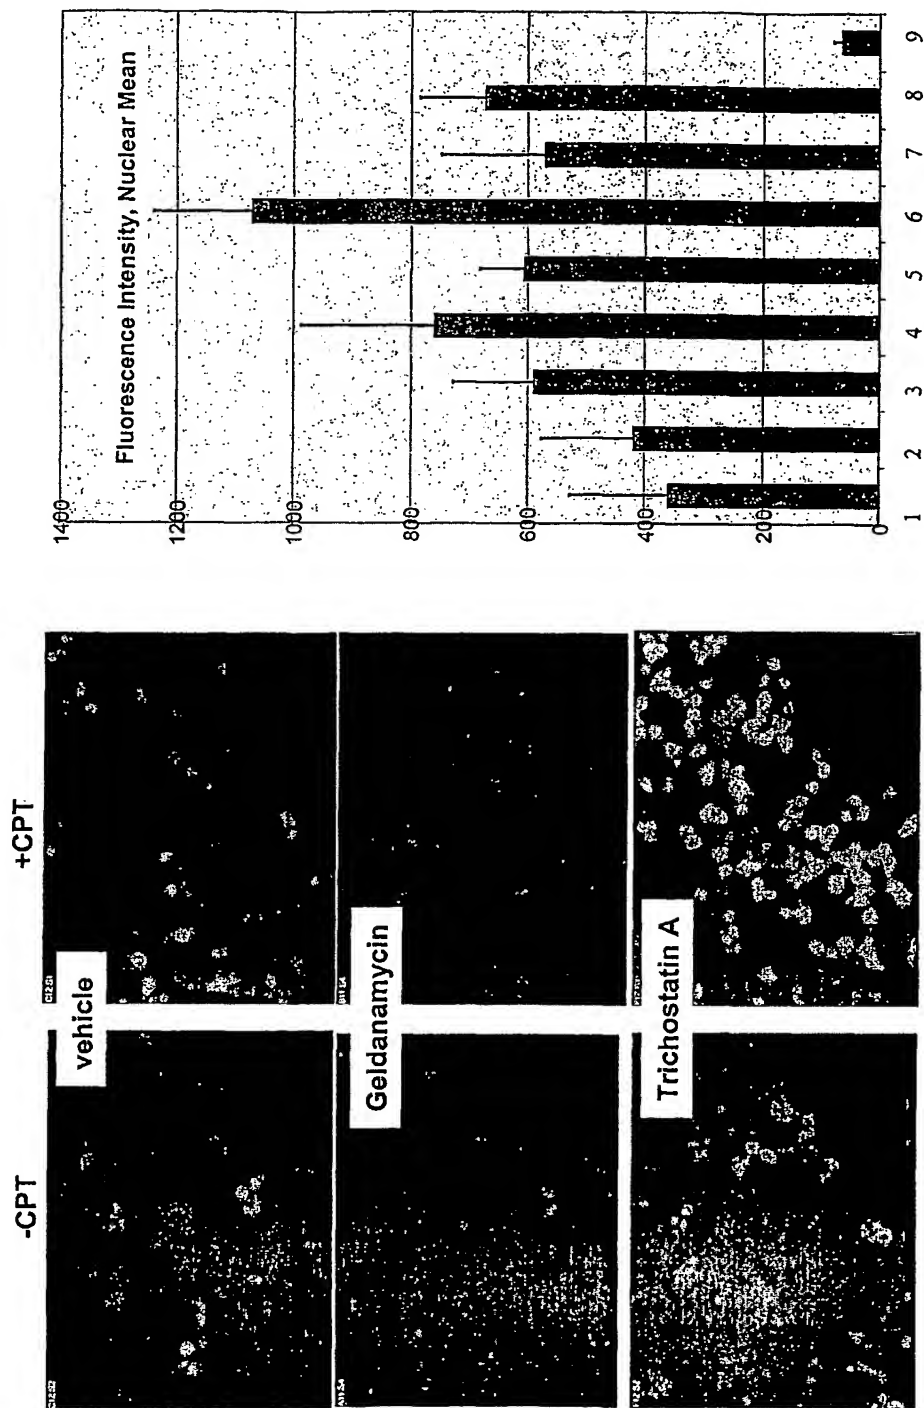 -CPT
+CPT
vehicle
Geldanamycin
Trichostatin A
Fluorescence Intensity, Nuclear Mean
1400
1200
1000
800
600
400
200
0
1 2 3 4 5 6 7 8 9